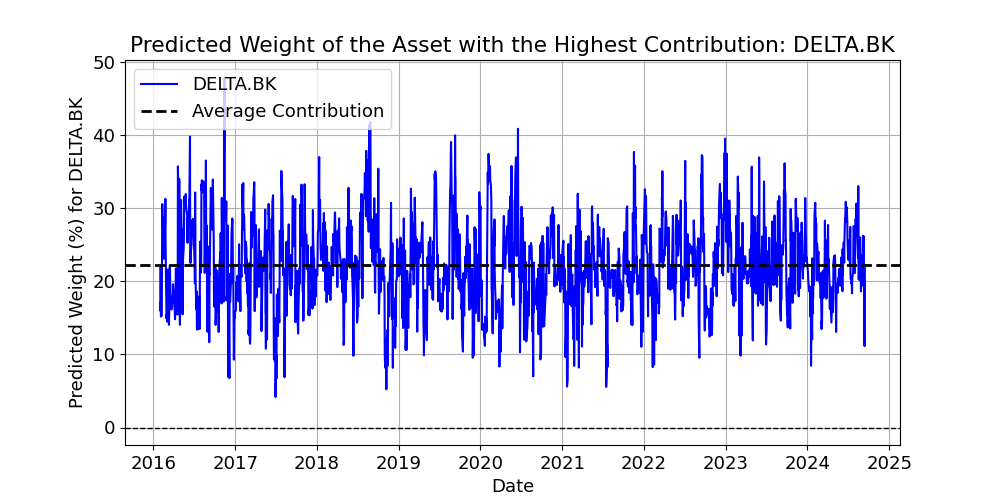 Predicted Weight of the Asset with the Highest Contribution: DELTA.BK
DELTA.BK
Average Contribution
Predicted Weight (%) for DELTA.BK
50
40
30
20
10
0
2016 2017 2018 2019 2020 2021 2022 2023 2024 2025
Date